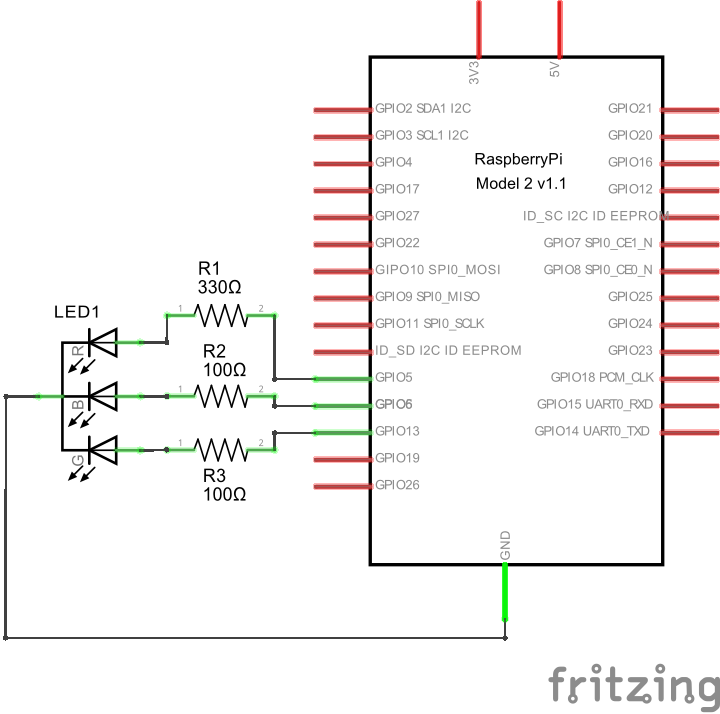 3V3
5V
GPIO2 SDA1 I2C
GPIO21
GPIO3 SCL1 I2C
GPIO20
GPIO4
RaspberryPi
GPIO16
Model 2 v1.1
GPIO17
GPIO12
GPIO27
ID_SC I2C ID EEPROM
GPIO22
GPIO7 SPI0_CE1_N
GIPO10 SPI0_MOSI
GPIO8 SPI0_CE0_N
GPIO9 SPI0_MISO
GPIO25
GPIO11 SPI0_SCLK
GPIO24
ID_SD I2C ID EEPROM
GPIO23
GPIO5
GPIO18 PCM_CLK
GPIO6
GPIO15 UART0_RXD
GPIO13
GPIO14 UART0_TXD
GPIO19
GPIO26
GND
LED1
R
B
G
R1
330Ω
1
2
R2
100Ω
1
2
1
2
R3
100Ω
fritzing